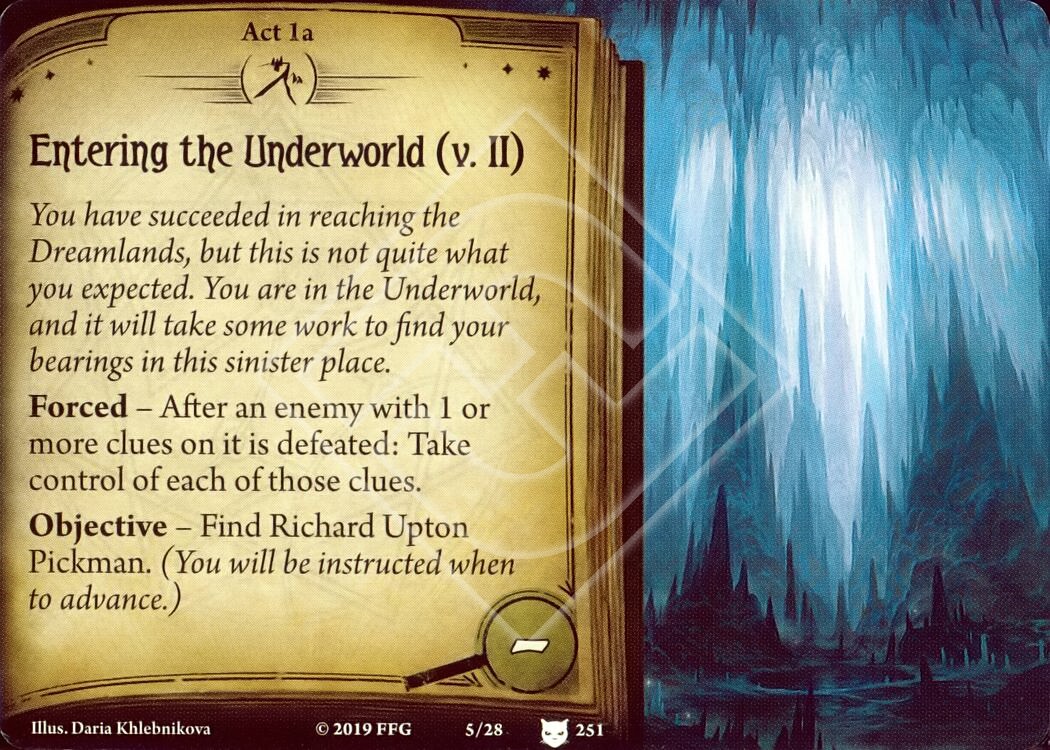 Act 1a
Entering the Underworld (v. II)
You have succeeded in reaching the
Dreamlands, but this is not quite what
you expected. You are in the Underworld,
and it will take some work to find your
bearings in this sinister place.
Forced – After an enemy with 1 or
more clues on it is defeated: Take
control of each of those clues.
Objective – Find Richard Upton
Pickman. (You will be instructed when
to advance.)
–
Illus. Daria Khlebnikova © 2019 FFG 5/28 251